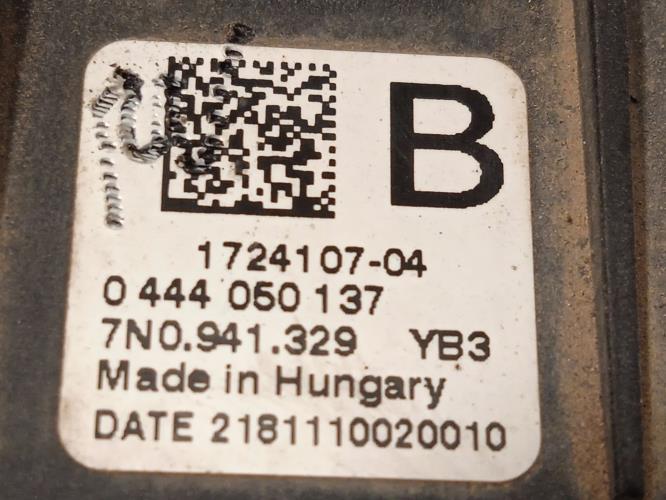 B
1724107-04
0 444 050 137
7N0.941.329 YB3
Made in Hungary
DATE 2181110020010